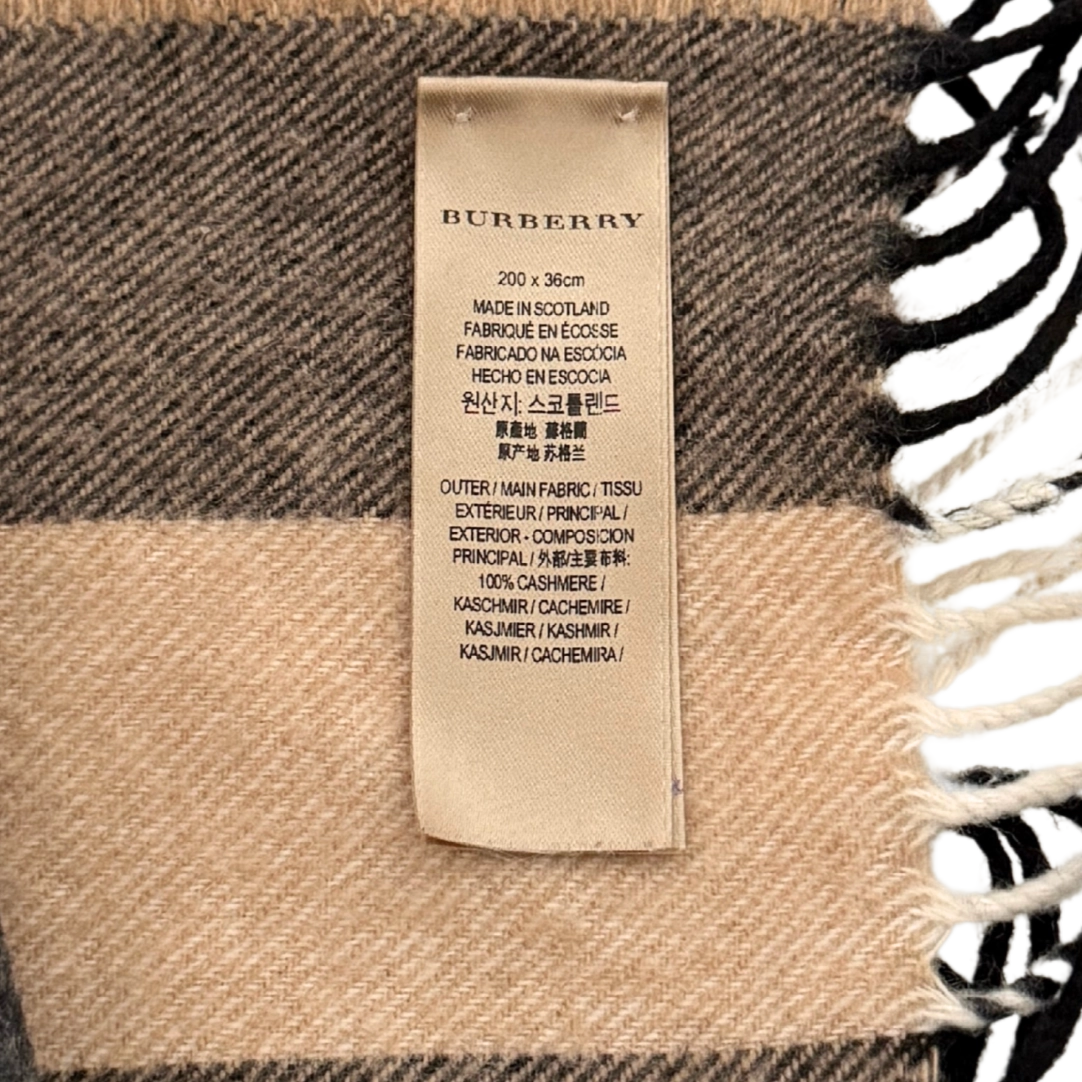 BURBERRY
200 x 36cm
MADE IN SCOTLAND
FABRIQUÉ EN ÉCOSSE
FABRICADO NA ESCÓCIA
HECHO EN ESCOCIA
원산지: 스코틀랜드
原產地 蘇格蘭
原产地 苏格兰
OUTER / MAIN FABRIC / TISSU
EXTÉRIEUR / PRINCIPAL /
EXTERIOR - COMPOSICION
PRINCIPAL / 外部/主要布料:
100% CASHMERE /
KASCHMIR / CACHEMIRE /
KASJMIER / KASHMIR /
KASJMIR / CACHEMIRA /